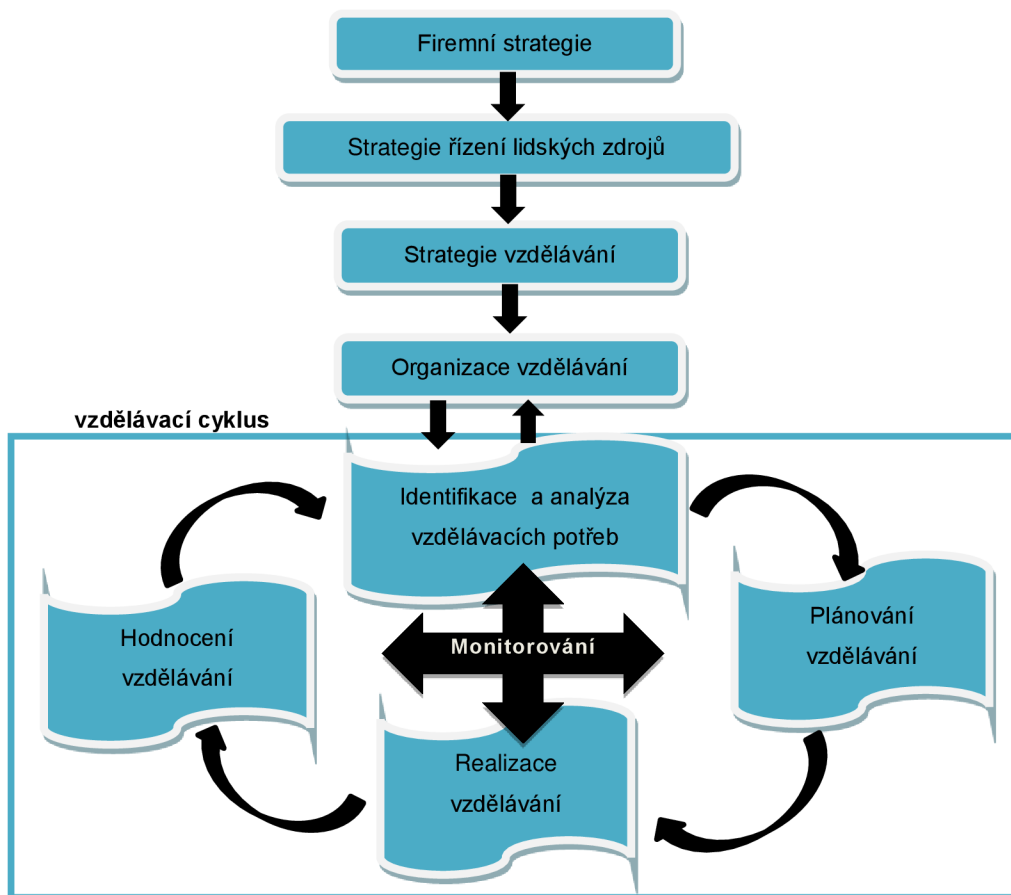 Firemní strategie
Strategie řízení lidských zdrojů
Strategie vzdělávání
Organizace vzdělávání
vzdělávací cyklus
Identifikace a analýza
vzdělávacích potřeb
Hodnocení
vzdělávání
Monitorování
Plánování
vzdělávání
Realizace
vzdělávání